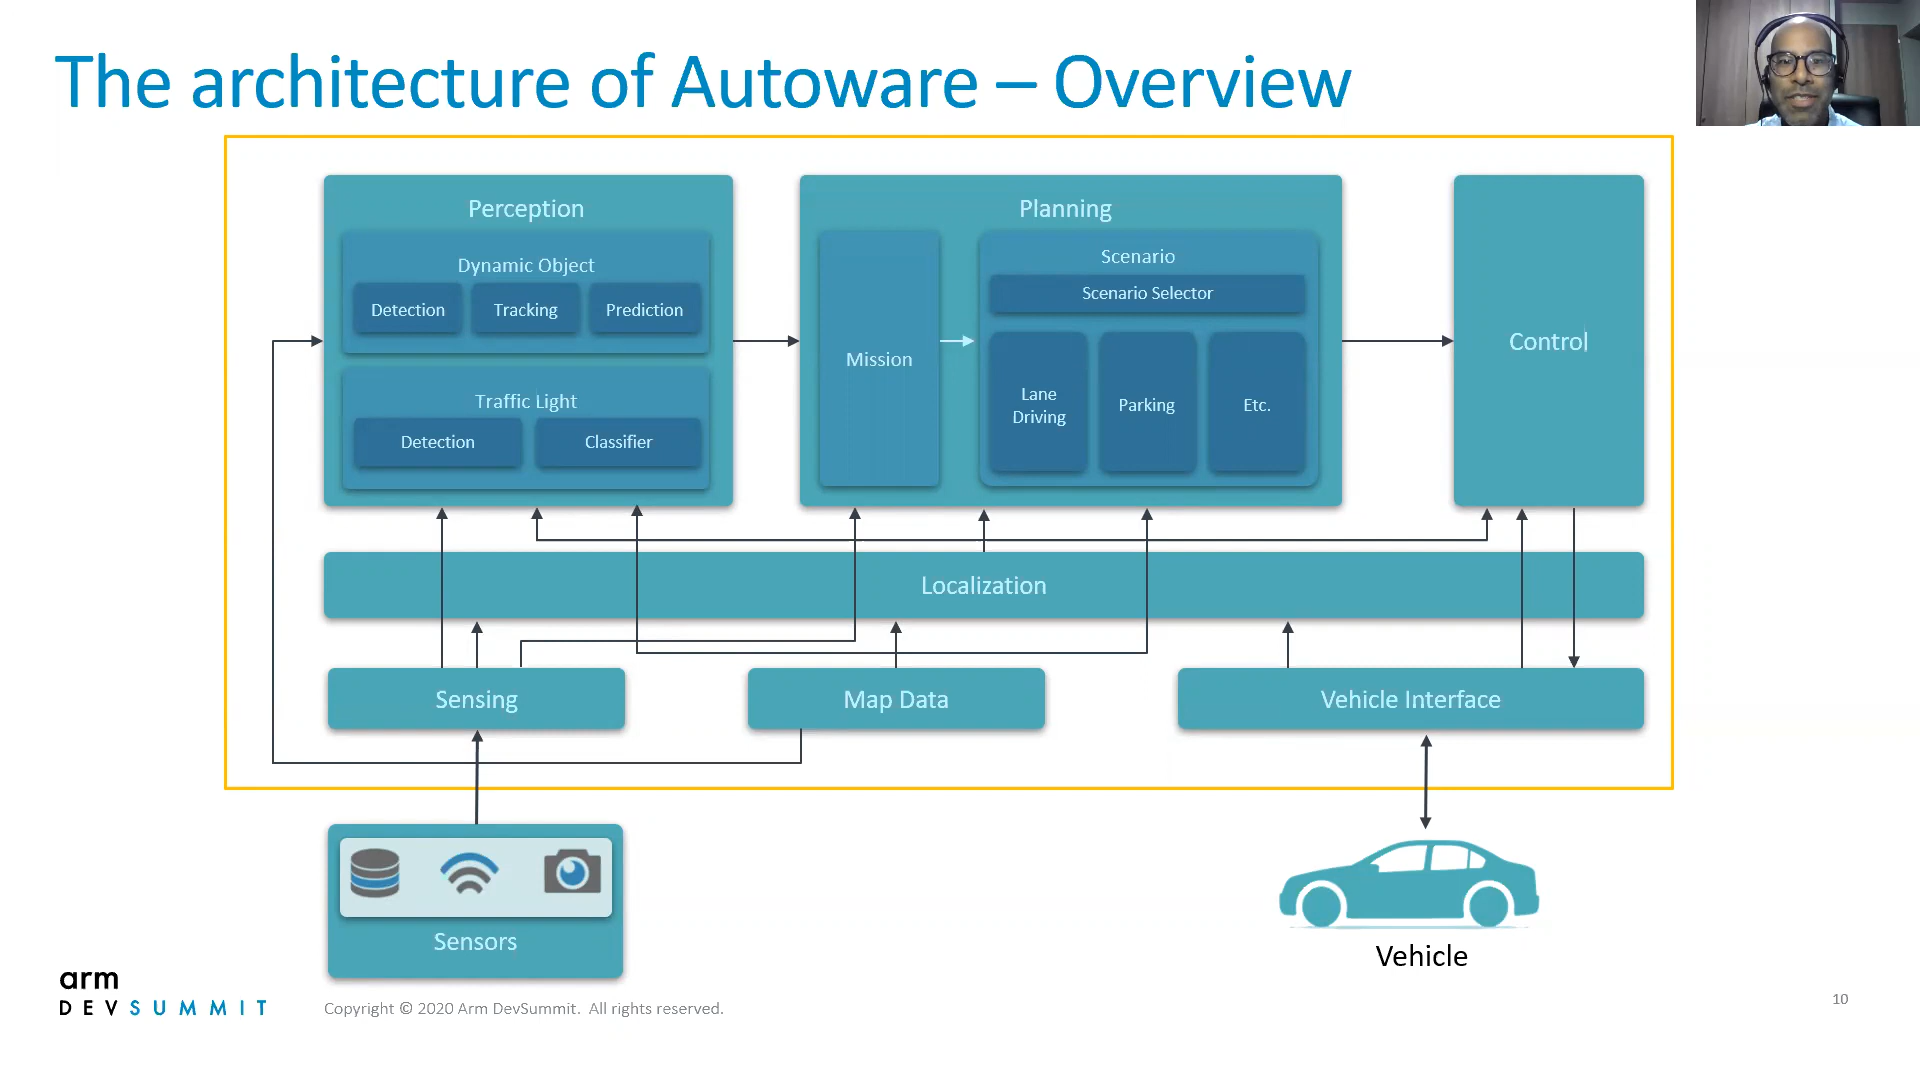 The architecture of Autoware – Overview
Perception
Dynamic Object
Detection
Tracking
Prediction
Traffic Light
Detection
Classifier
Planning
Mission
Scenario
Scenario Selector
Lane
Driving
Parking
Etc.
Control
Localization
Sensing
Map Data
Vehicle Interface
Sensors
Vehicle
arm
DEVSUMMIT
Copyright © 2020 Arm DevSummit. All rights reserved.
10